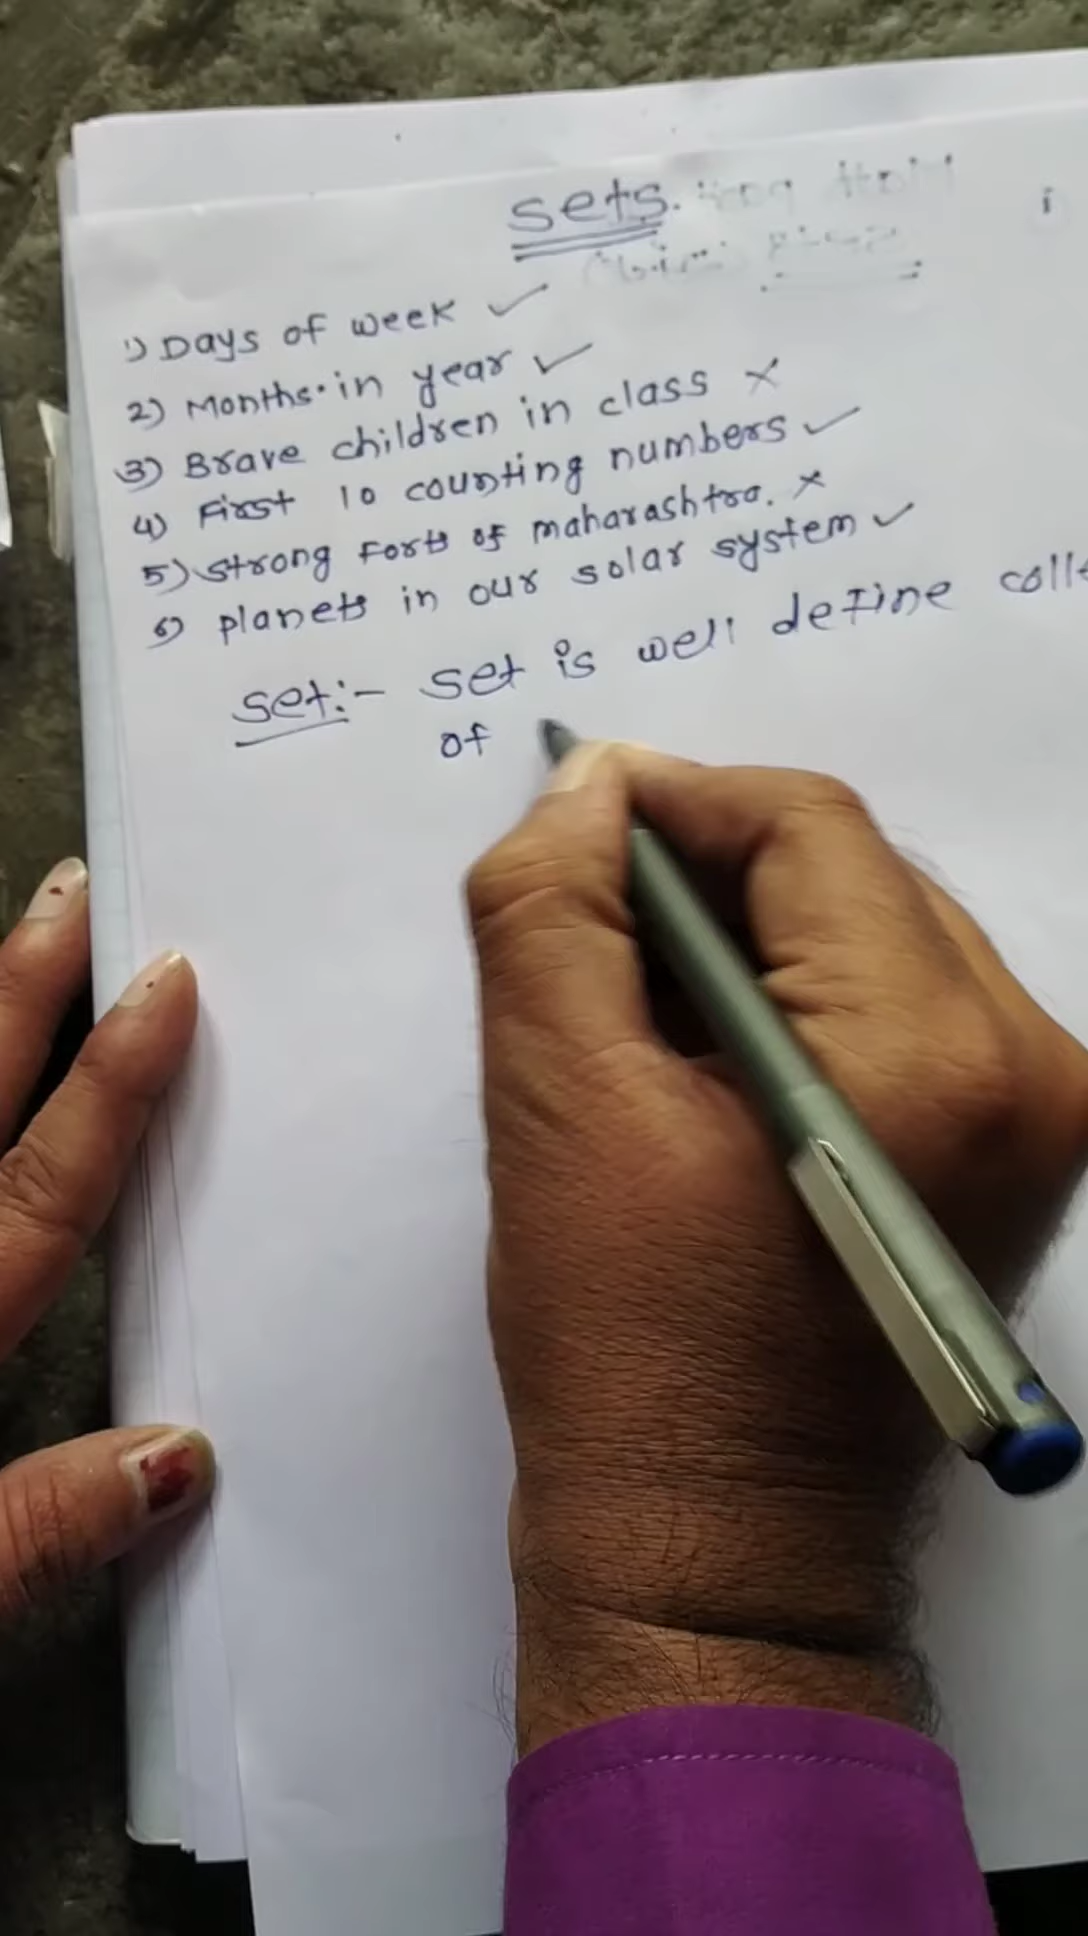 sets.
1) Days of week ✓
2) Months in year ✓
3) Brave children in class ×
4) First 10 counting numbers ✓
5) strong forts of maharashtra. ×
6) planets in our solar system ✓
set:- set is well define colle
of